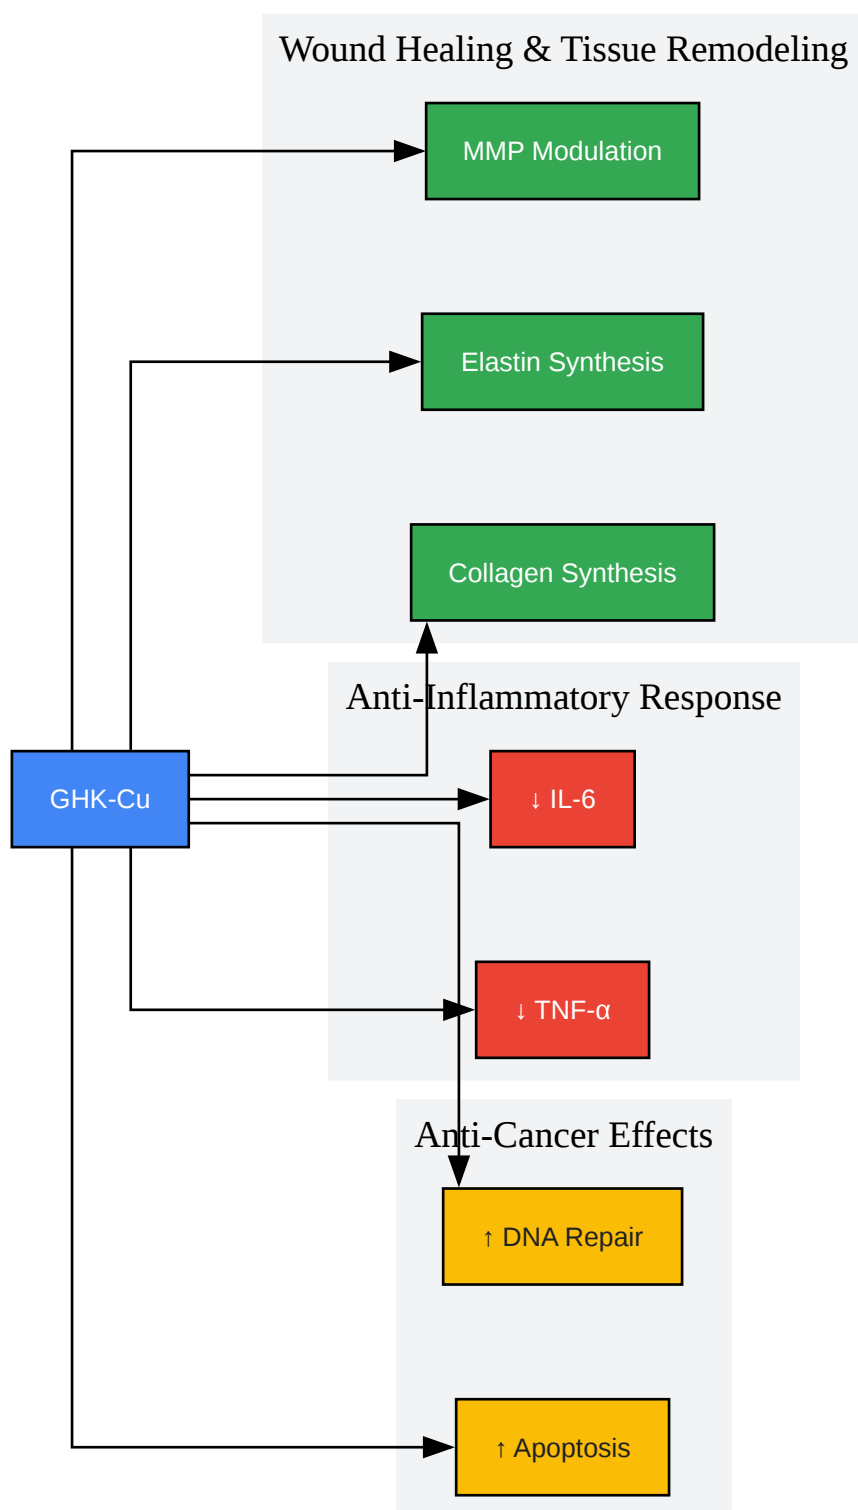 Wound Healing & Tissue Remodeling
MMP Modulation
Elastin Synthesis
Collagen Synthesis
Anti-Inflammatory Response
GHK-Cu
↓ IL-6
↓ TNF-α
Anti-Cancer Effects
↑ DNA Repair
↑ Apoptosis